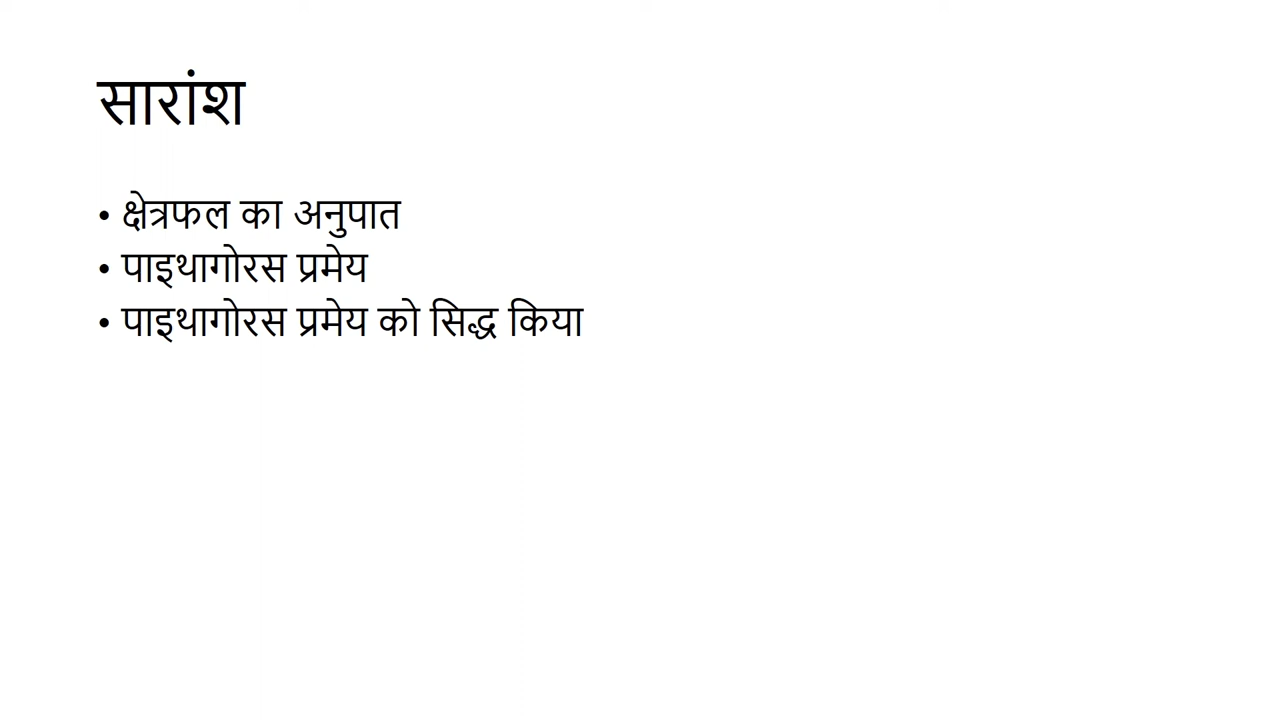 सारांश
• क्षेत्रफल का अनुपात
• पाइथागोरस प्रमेय
• पाइथागोरस प्रमेय को सिद्ध किया